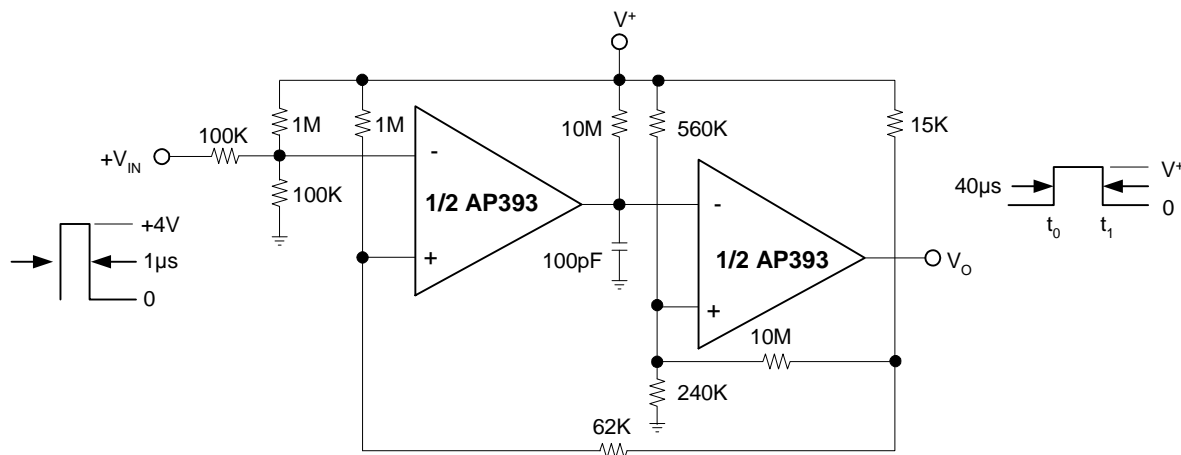 V+
1M
1M
10M
560K
15K
100K
+VIN
-
-
100K
1/2 AP393
V+
40µs
0
t0
t1
+4V
1µs
0
+
100pF
1/2 AP393
VO
+
10M
240K
62K